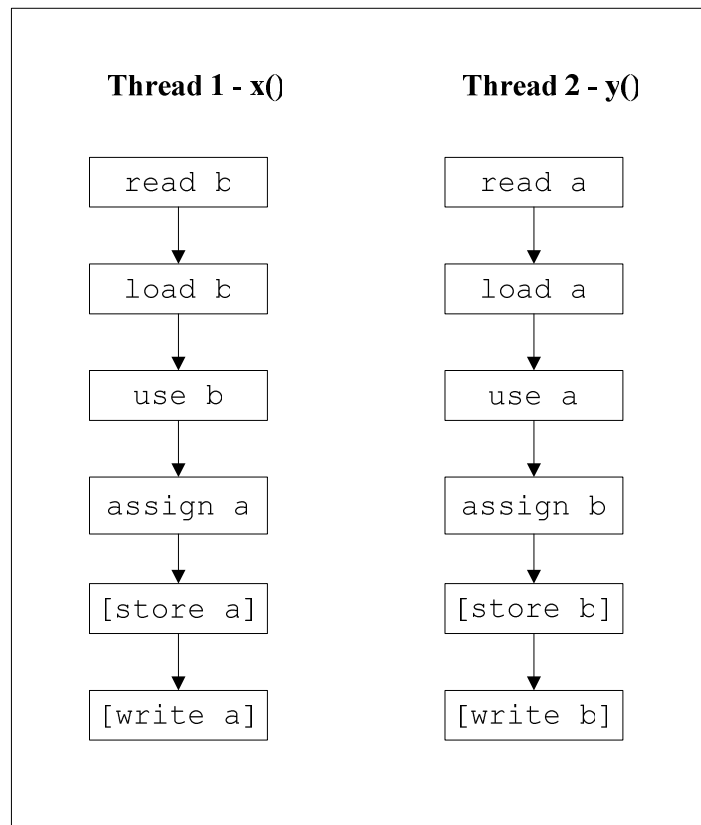 Thread 1 - x()
Thread 2 - y()
read b
read a
load b
load a
use b
use a
assign a
assign b
[store a]
[store b]
[write a]
[write b]